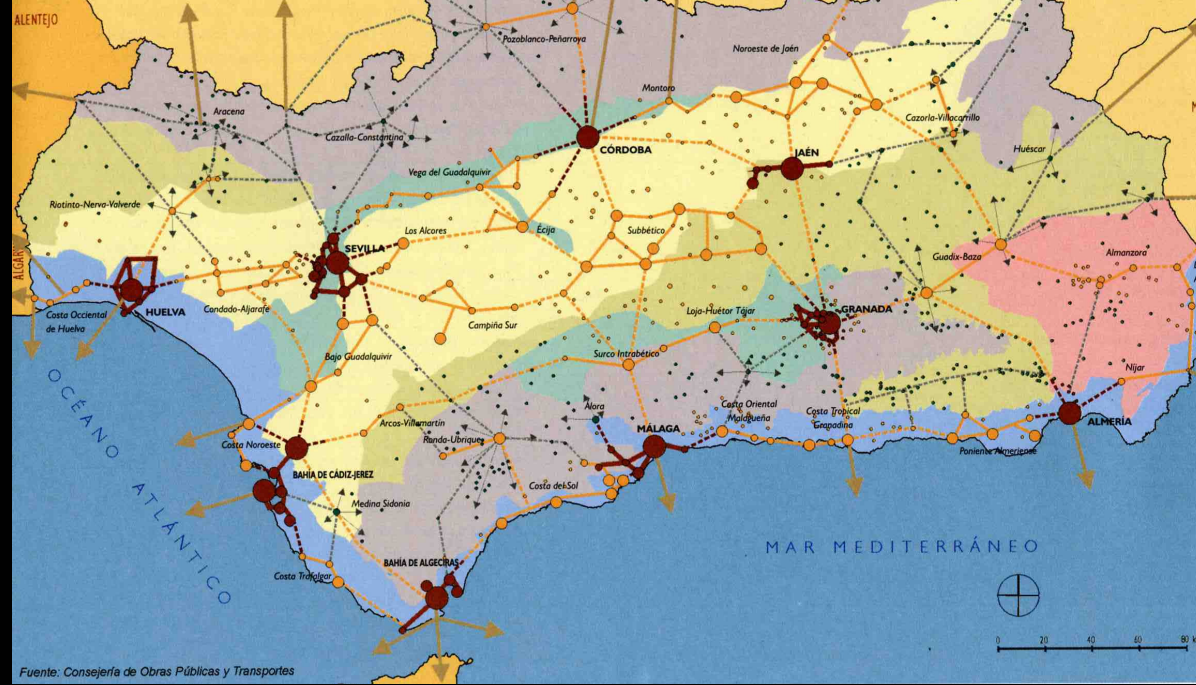 ALENTEJO
Pozoblanco-Peñarroya
Noroeste de Jaén
Montoro
Aracena
Cazalla-Constantina
Cazorla-Villacarrillo
CÓRDOBA
JAÉN
Huéscar
Vega del Guadalquivir
Riotinto-Nerva-Valverde
Los Alcores
Écija
Subbético
SEVILLA
Guadix-Baza
Almanzora
ALGAR
Condado-Aljarafe
Costa Occiental
de Huelva
HUELVA
Campiña Sur
Loja-Huétor Tájar
GRANADA
Bajo Guadalquivir
Surco Intrabético
Níjar
OCÉANO ATLÁNTICO
Álora
Costa Oriental
Malagueña
Costa Tropical
Granadina
Arcos-Villamartín
Ronda-Ubrique
MÁLAGA
ALMERÍA
Costa Noroeste
Poniente Almeriense
BAHÍA DE CÁDIZ-JEREZ
Costa del Sol
Medina Sidonia
MAR MEDITERRÁNEO
BAHÍA DE ALGECIRAS
Costa Trafalgar
0 20 40 60 80 k
Fuente: Consejería de Obras Públicas y Transportes